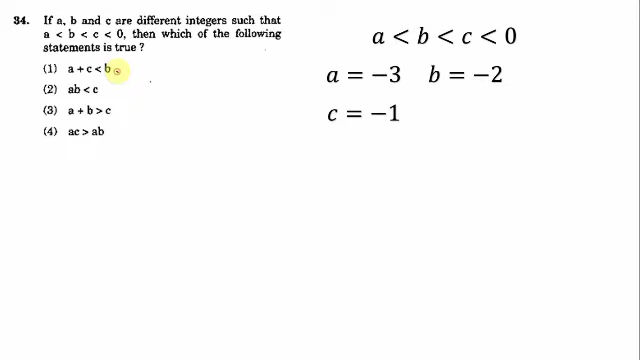 34. If a, b and c are different integers such that
a < b < c < 0, then which of the following
statements is true ?
(1) a + c < b
(2) ab < c
(3) a + b > c
(4) ac > ab
a < b < c < 0
a = −3 b = −2
c = −1